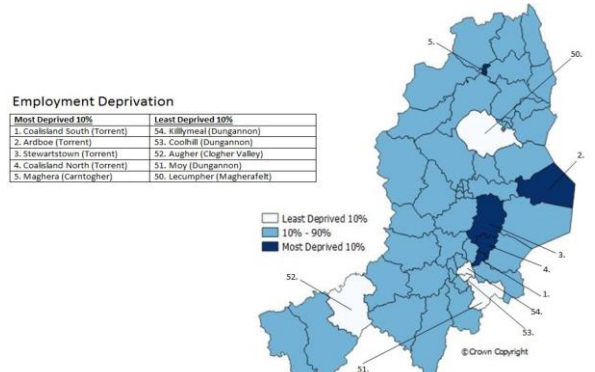 Employment Deprivation
Most Deprived 10% Least Deprived 10%
1. Coalisland South (Torrent) 54. Killymeal (Dungannon)
2. Ardboe (Torrent) 53. Coolhill (Dungannon)
3. Stewartstown (Torrent) 52. Augher (Clogher Valley)
4. Coalisland North (Torrent) 51. Moy (Dungannon)
5. Maghera (Carntogher) 50. Lecumpher (Magherafelt)
Least Deprived 10%
10% - 90%
Most Deprived 10%
5.
50.
2.
3.
4.
52.
1.
54.
53.
51.
©Crown Copyright